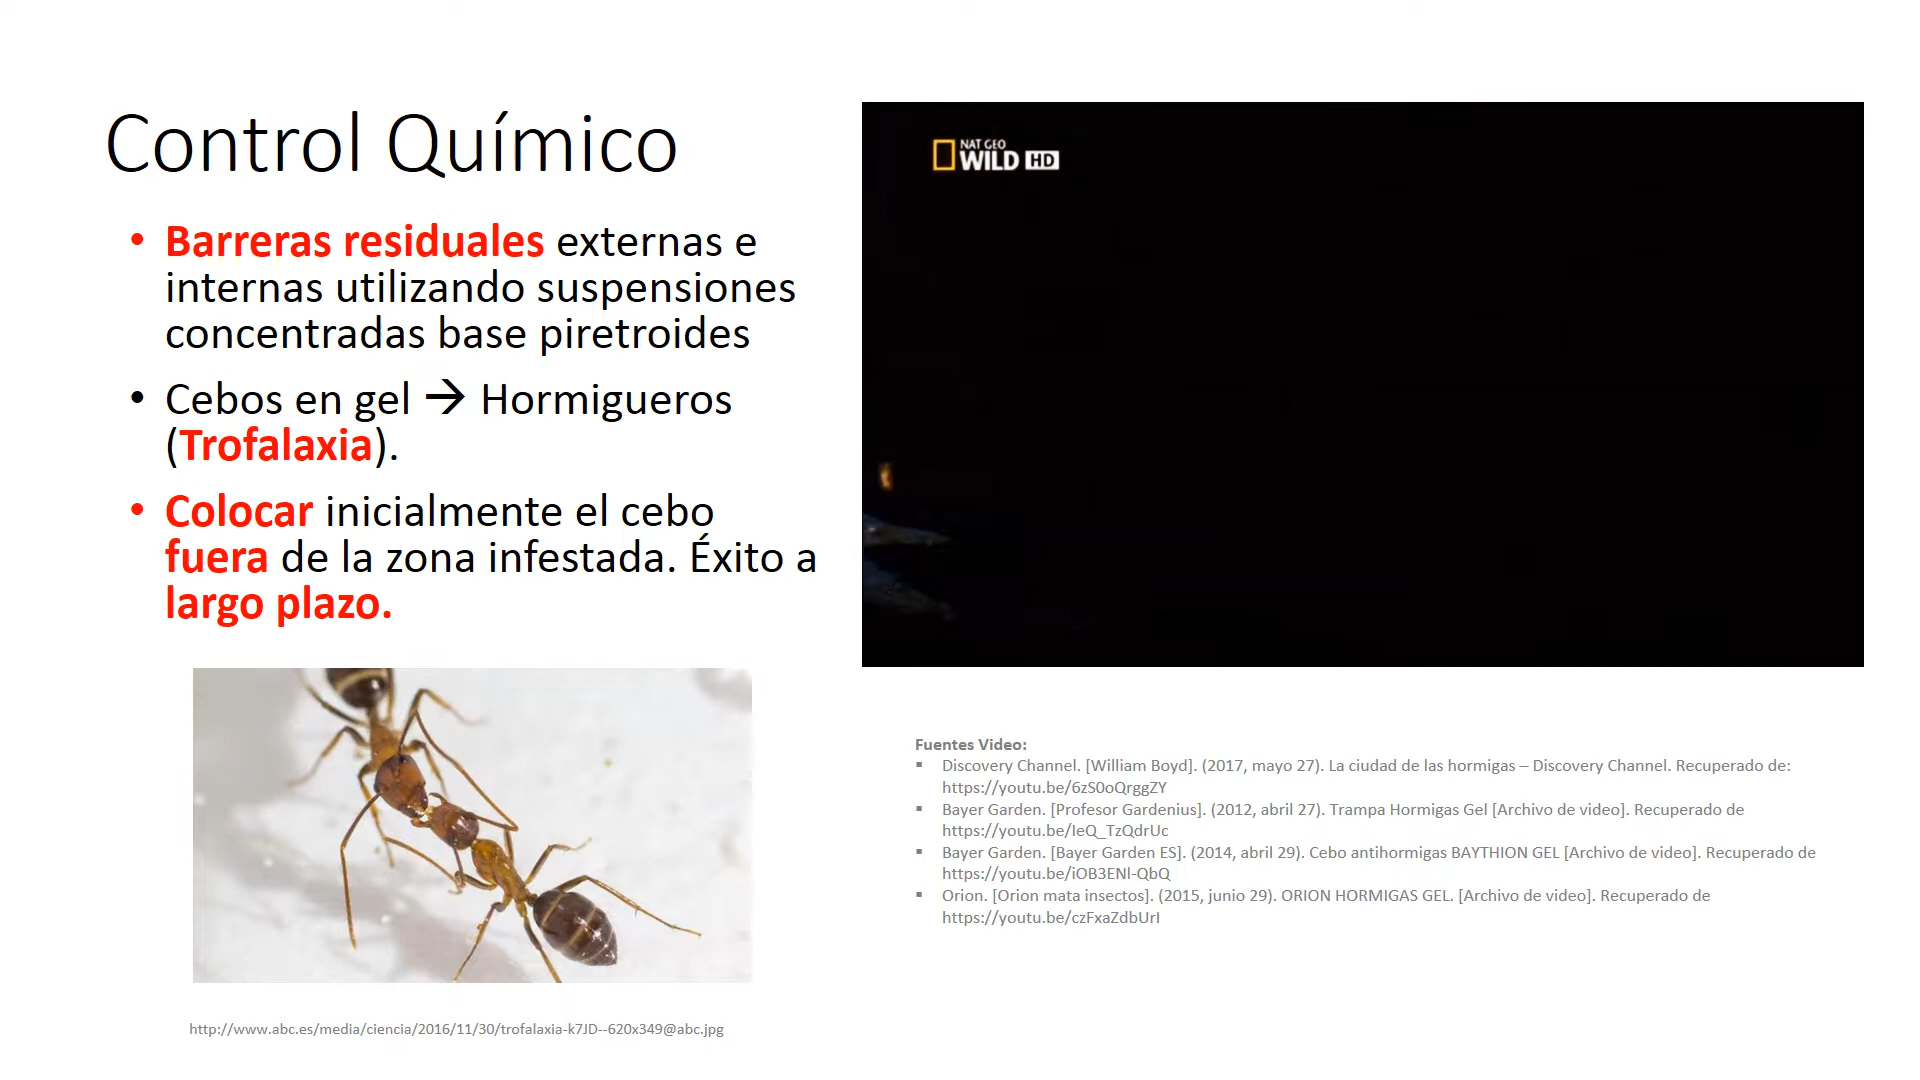 Control Químico
• Barreras residuales externas e
internas utilizando suspensiones
concentradas base piretroides
• Cebos en gel → Hormigueros
(Trofalaxia).
• Colocar inicialmente el cebo
fuera de la zona infestada. Éxito a
largo plazo.
http://www.abc.es/media/ciencia/2016/11/30/trofalaxia-k7JD--620x349@abc.jpg
NAT GEO
WILD HD
Fuentes Video:
▪ Discovery Channel. [William Boyd]. (2017, mayo 27). La ciudad de las hormigas – Discovery Channel. Recuperado de:
https://youtu.be/6zS0oQrggZY
▪ Bayer Garden. [Profesor Gardenius]. (2012, abril 27). Trampa Hormigas Gel [Archivo de video]. Recuperado de
https://youtu.be/IeQ_TzQdrUc
▪ Bayer Garden. [Bayer Garden ES]. (2014, abril 29). Cebo antihormigas BAYTHION GEL [Archivo de video]. Recuperado de
https://youtu.be/iOB3ENl-QbQ
▪ Orion. [Orion mata insectos]. (2015, junio 29). ORION HORMIGAS GEL. [Archivo de video]. Recuperado de
https://youtu.be/czFxaZdbUrI